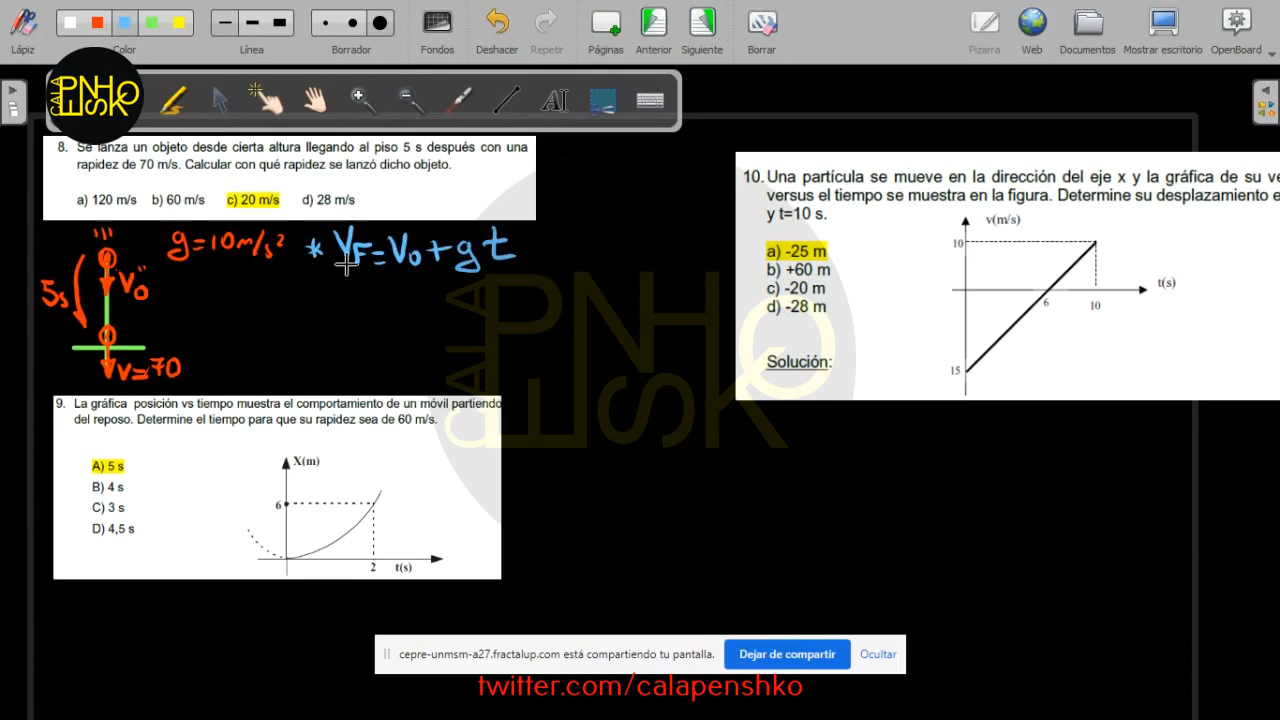 Lápiz Color Línea Borrador Fondos Deshacer Repetir Páginas Anterior Siguiente Borrar Pizarra Web Documentos Mostrar escritorio OpenBoard
CALA
PENHO
ESK
8. Se lanza un objeto desde cierta altura llegando al piso 5 s después con una
rapidez de 70 m/s. Calcular con qué rapidez se lanzó dicho objeto.
a) 120 m/s b) 60 m/s c) 20 m/s d) 28 m/s
g=10m/s² * VF=V0+gt
5s
V0
V=70
9. La gráfica posición vs tiempo muestra el comportamiento de un móvil partiendo
del reposo. Determine el tiempo para que su rapidez sea de 60 m/s.
A) 5 s
B) 4 s
C) 3 s
D) 4,5 s
X(m)
6
2
t(s)
10. Una partícula se mueve en la dirección del eje x y la gráfica de su ve
versus el tiempo se muestra en la figura. Determine su desplazamiento e
y t=10 s.
a) -25 m
b) +60 m
c) -20 m
d) -28 m
Solución:
v(m/s)
10
t(s)
6
10
15
CALA
PENHO
ESK
cepre-unmsm-a27.fractalup.com está compartiendo tu pantalla. Dejar de compartir Ocultar
twitter.com/calapenshko